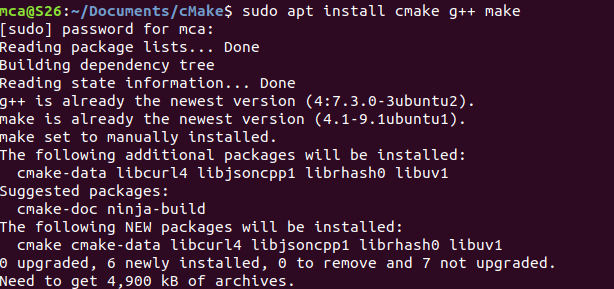 mca@S26:~/Documents/cMake$ sudo apt install cmake g++ make
[sudo] password for mca:
Reading package lists... Done
Building dependency tree
Reading state information... Done
g++ is already the newest version (4:7.3.0-3ubuntu2).
make is already the newest version (4.1-9.1ubuntu1).
make set to manually installed.
The following additional packages will be installed:
  cmake-data libcurl4 libjsoncpp1 librhash0 libuv1
Suggested packages:
  cmake-doc ninja-build
The following NEW packages will be installed:
  cmake cmake-data libcurl4 libjsoncpp1 librhash0 libuv1
0 upgraded, 6 newly installed, 0 to remove and 7 not upgraded.
Need to get 4,900 kB of archives.